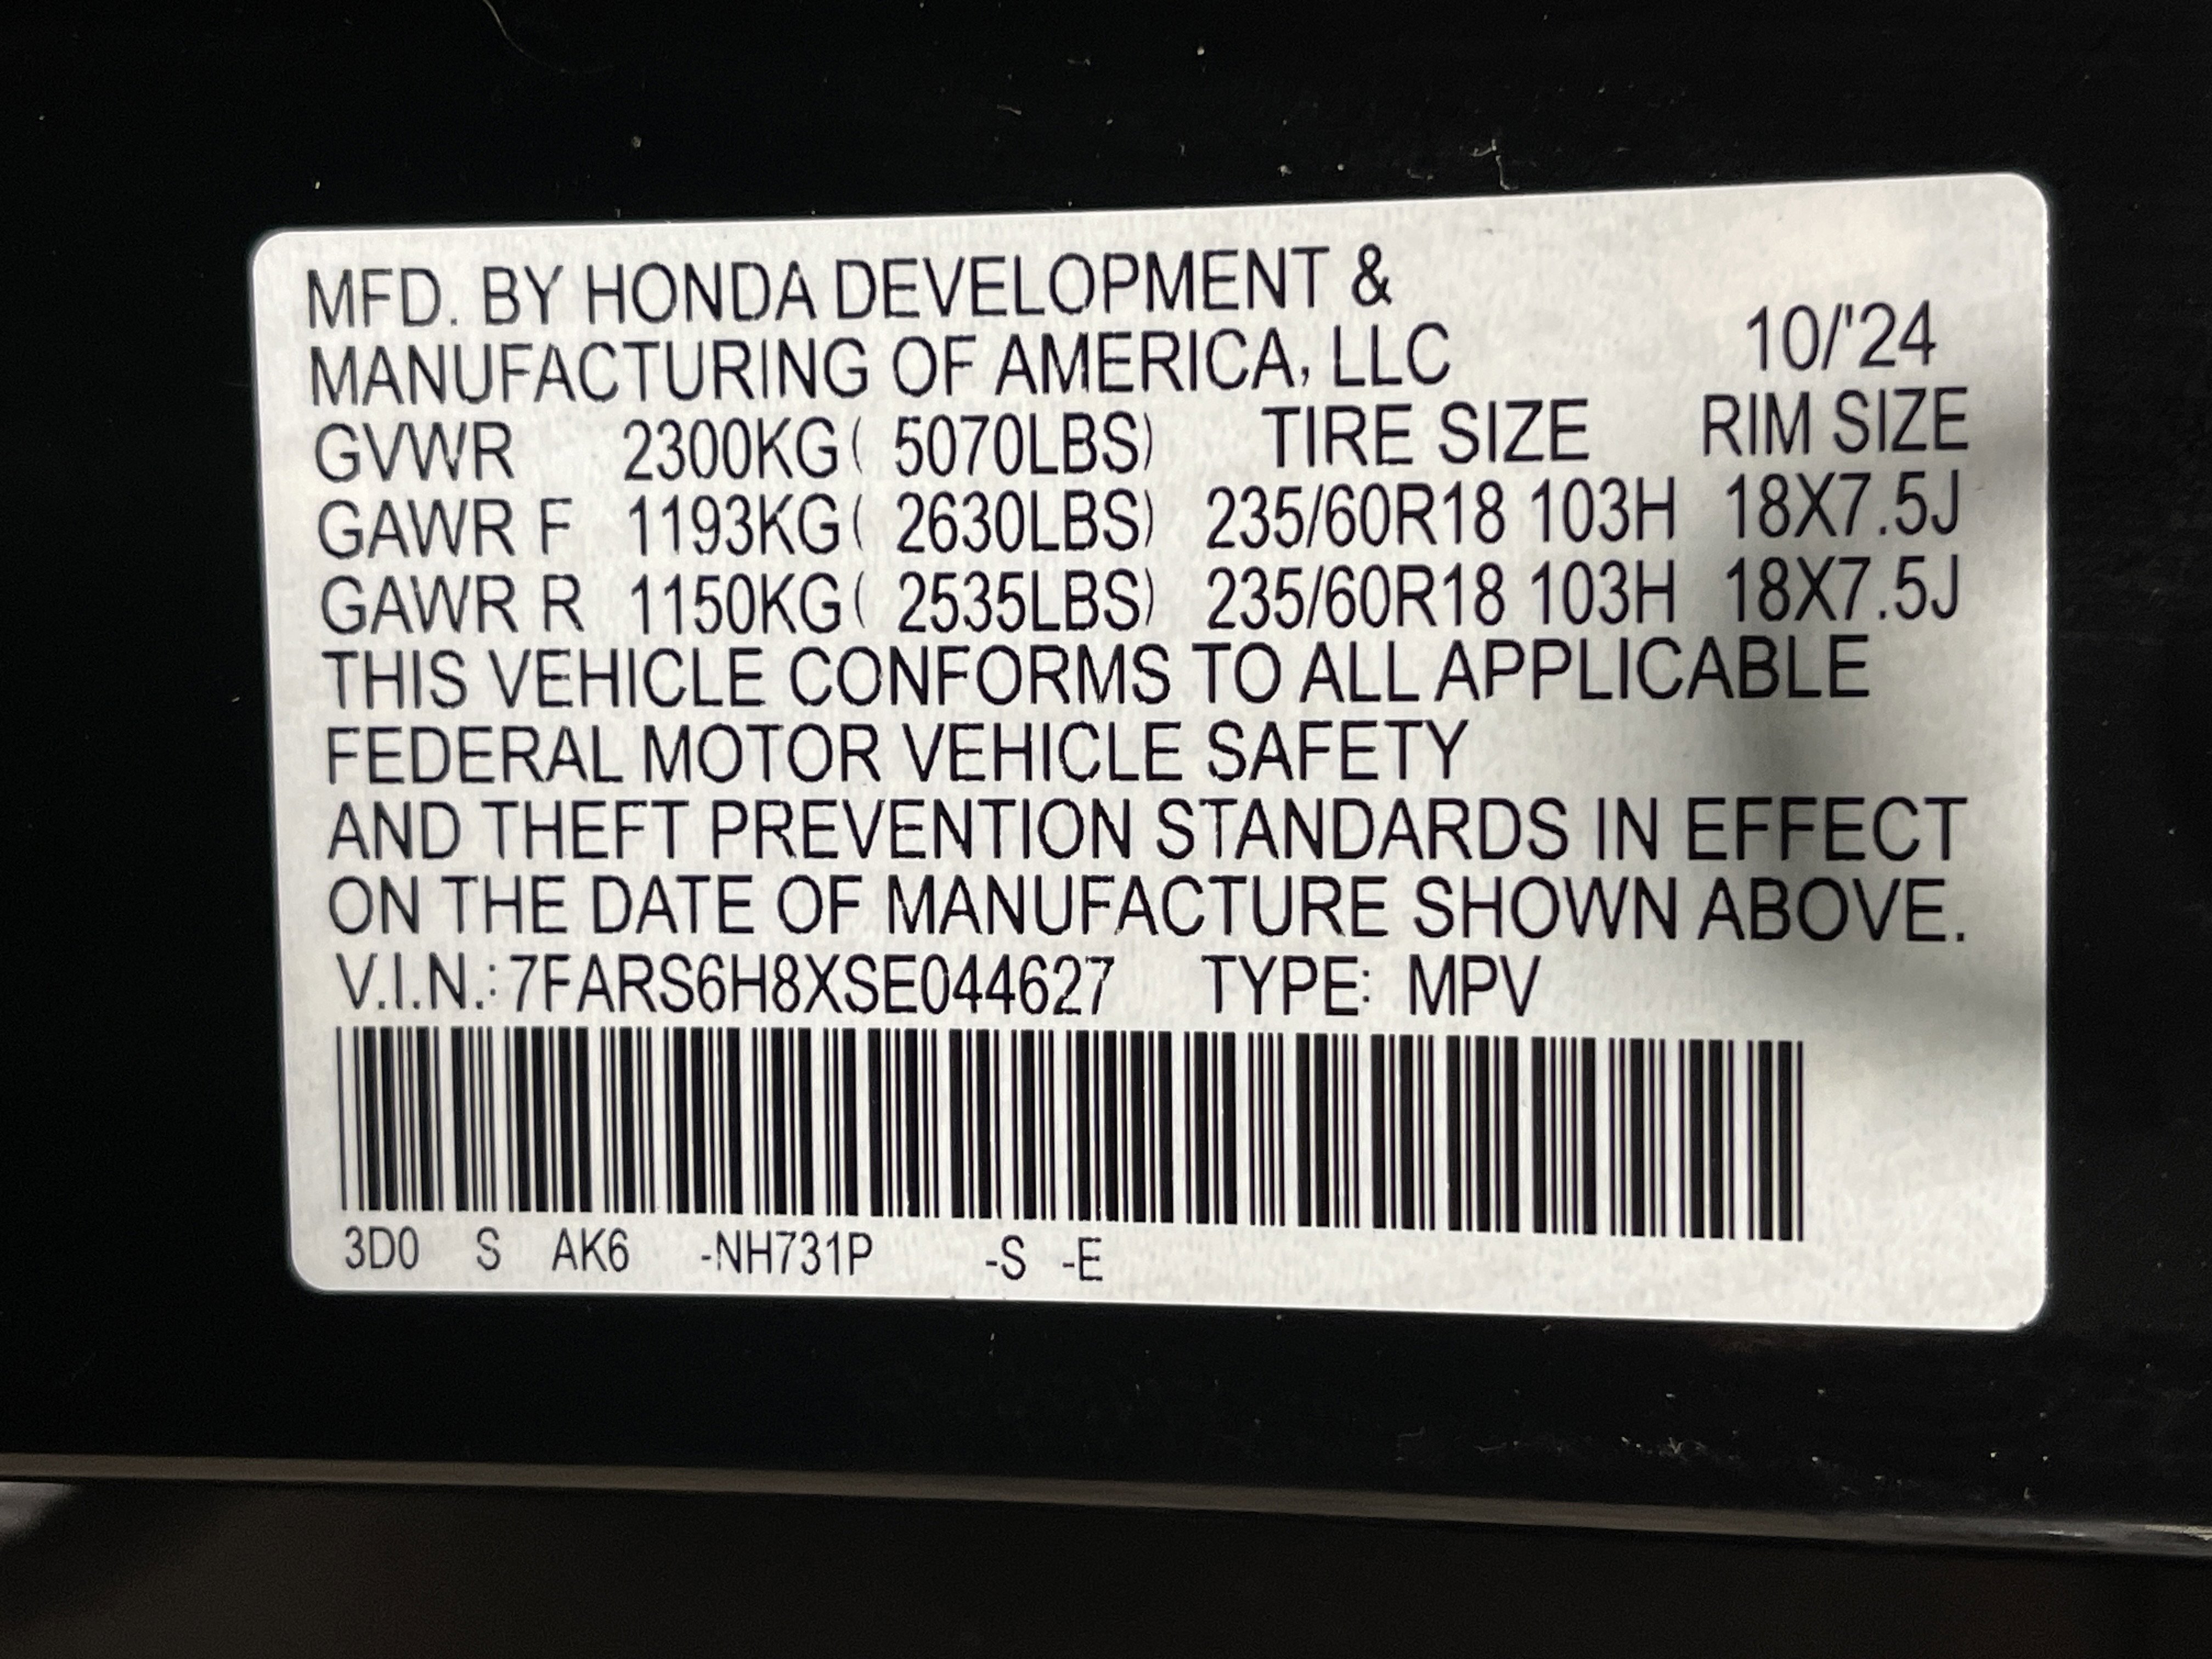 MFD. BY HONDA DEVELOPMENT &
MANUFACTURING OF AMERICA, LLC 10/'24
GVWR 2300KG( 5070LBS) TIRE SIZE RIM SIZE
GAWR F 1193KG( 2630LBS) 235/60R18 103H 18X7.5J
GAWR R 1150KG( 2535LBS) 235/60R18 103H 18X7.5J
THIS VEHICLE CONFORMS TO ALL APPLICABLE
FEDERAL MOTOR VEHICLE SAFETY
AND THEFT PREVENTION STANDARDS IN EFFECT
ON THE DATE OF MANUFACTURE SHOWN ABOVE.
V.I.N.: 7FARS6H8XSE044627 TYPE: MPV
3D0 S AK6 -NH731P -S -E